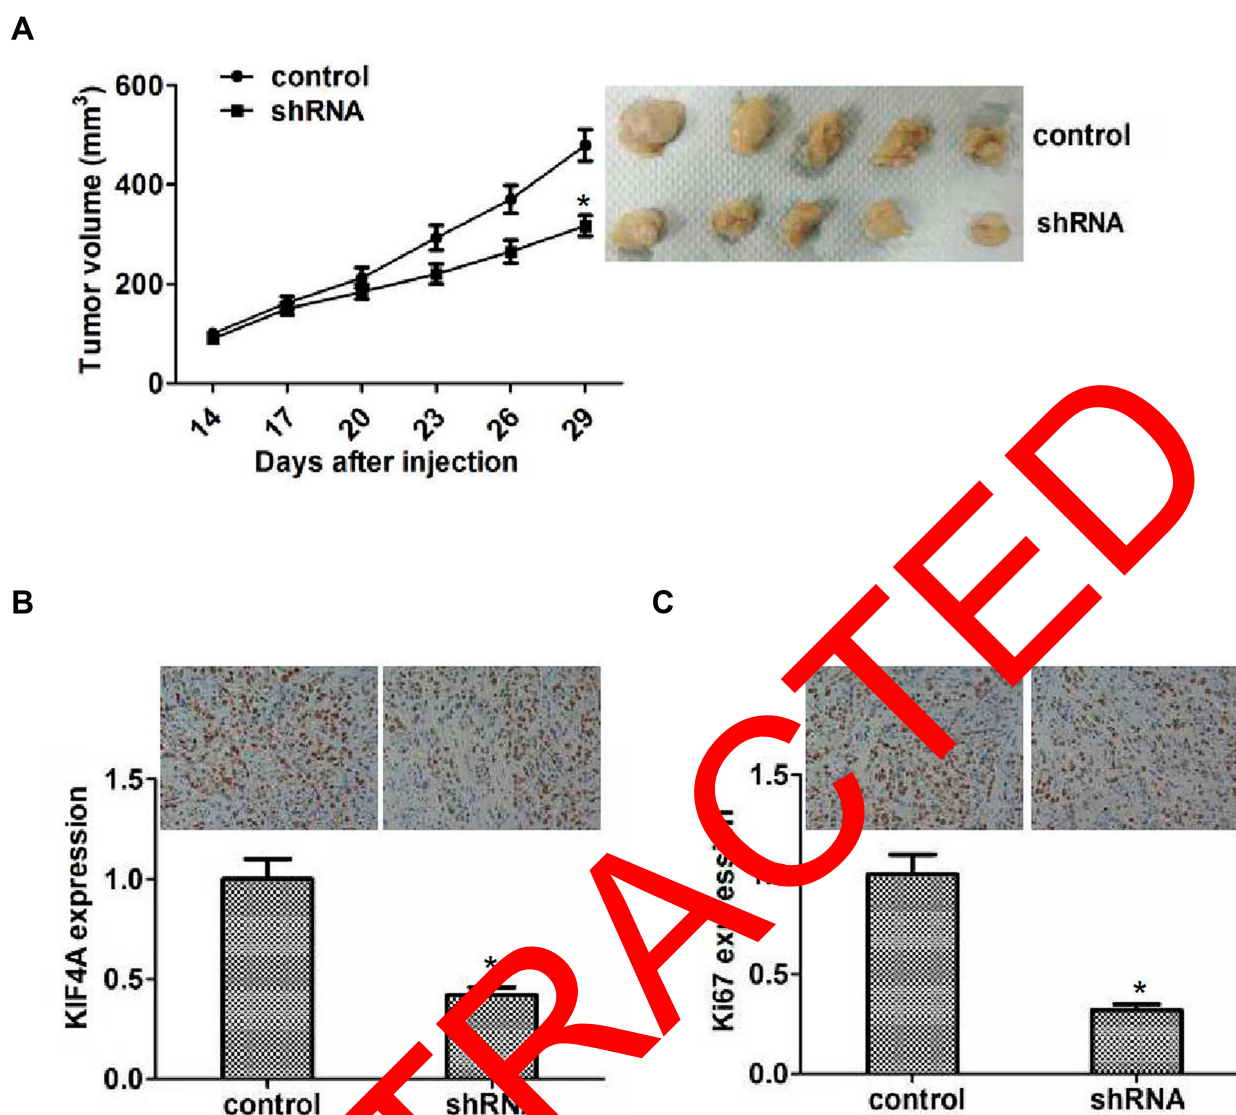 A
control
shRNA
Tumor volume (mm³)
600
400
200
0
*
14
17
20
23
26
29
Days after injection
control
shRNA
B
KIF4A expression
1.5
1.0
0.5
0.0
*
control
C
Ki67 expression
1.5
0.5
0.0
*
control
shRNA
TRACTED